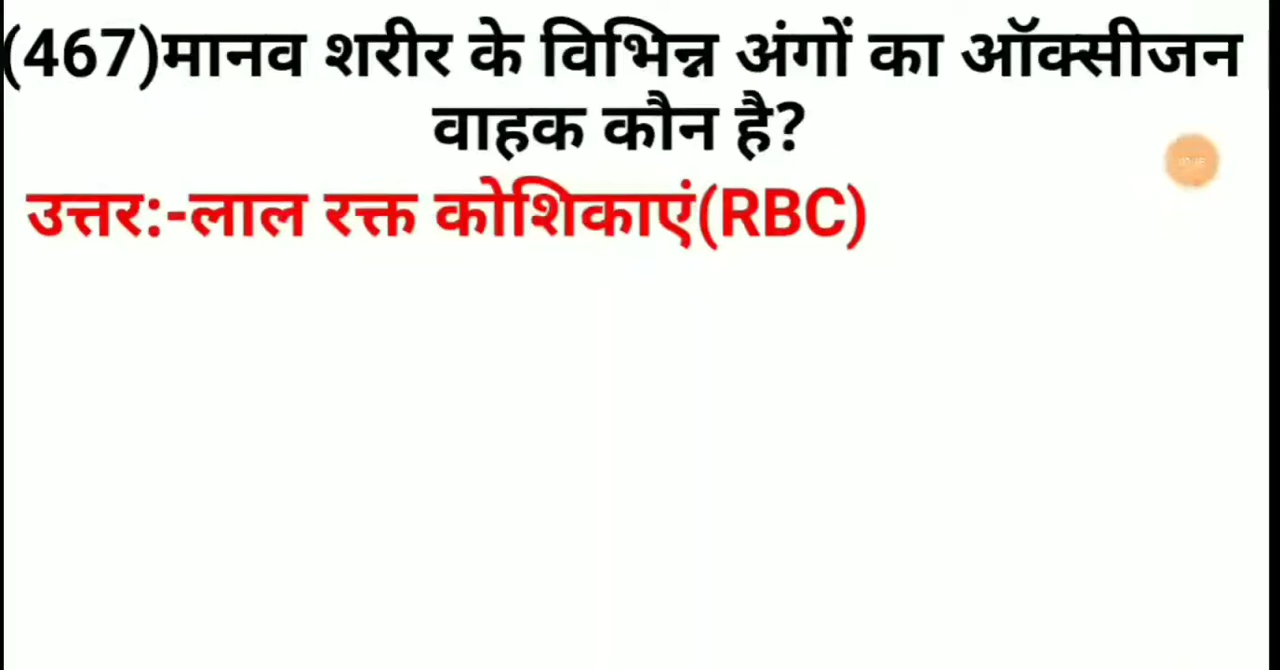 (467)मानव शरीर के विभिन्न अंगों का ऑक्सीजन
वाहक कौन है?
उत्तर:-लाल रक्त कोशिकाएं(RBC)